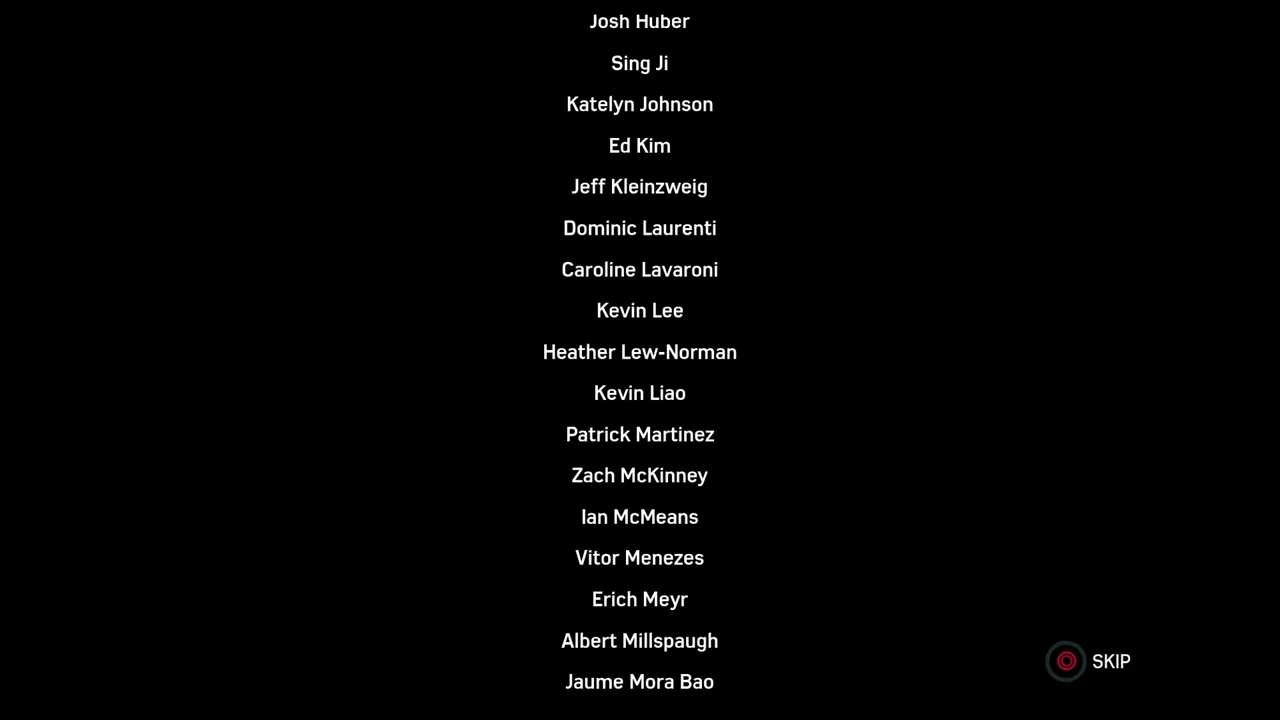 Josh Huber
Sing Ji
Katelyn Johnson
Ed Kim
Jeff Kleinzweig
Dominic Laurenti
Caroline Lavaroni
Kevin Lee
Heather Lew-Norman
Kevin Liao
Patrick Martinez
Zach McKinney
Ian McMeans
Vitor Menezes
Erich Meyr
Albert Millspaugh
SKIP
Jaume Mora Bao